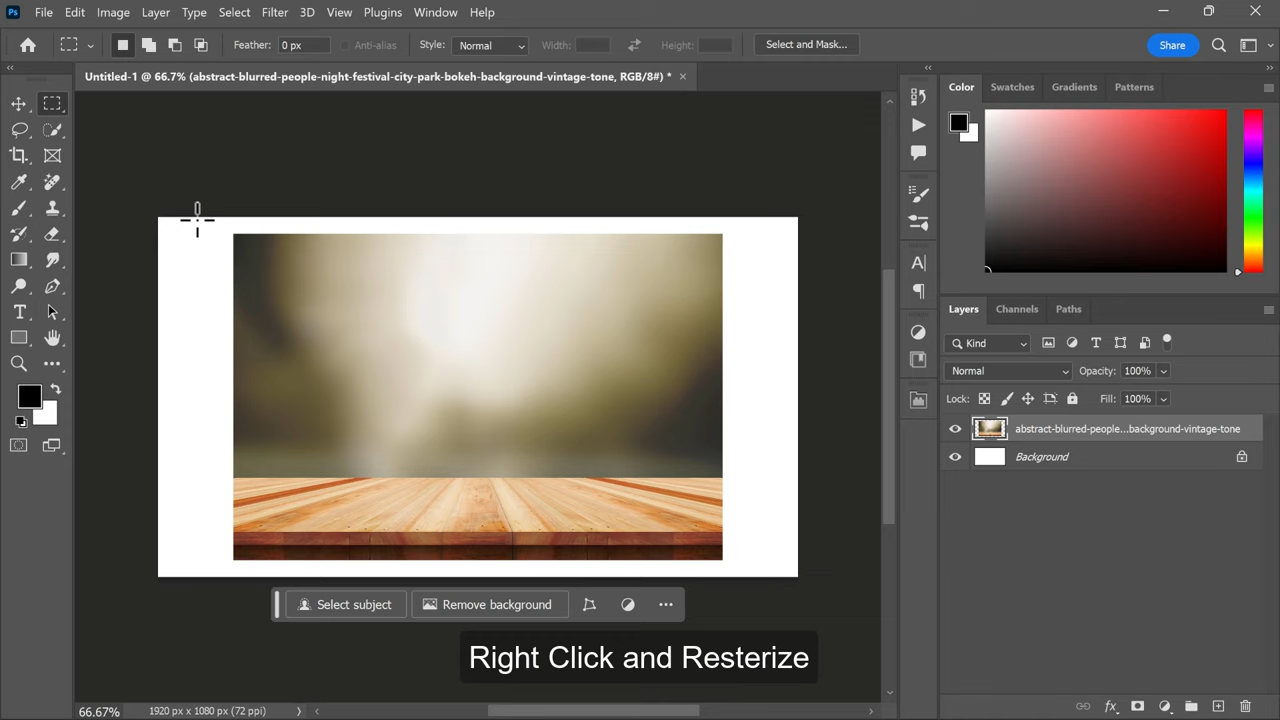 Ps File Edit Image Layer Type Select Filter 3D View Plugins Window Help
Feather: 0 px Anti-alias Style: Normal Width: Height: Select and Mask... Share
Untitled-1 @ 66.7% (abstract-blurred-people-night-festival-city-park-bokeh-background-vintage-tone, RGB/8#) *
Color Swatches Gradients Patterns
Layers Channels Paths
Kind
Normal Opacity: 100%
Lock: Fill: 100%
abstract-blurred-people...background-vintage-tone
Background
Select subject Remove background
Right Click and Resterize
66.67% 1920 px x 1080 px (72 ppi)